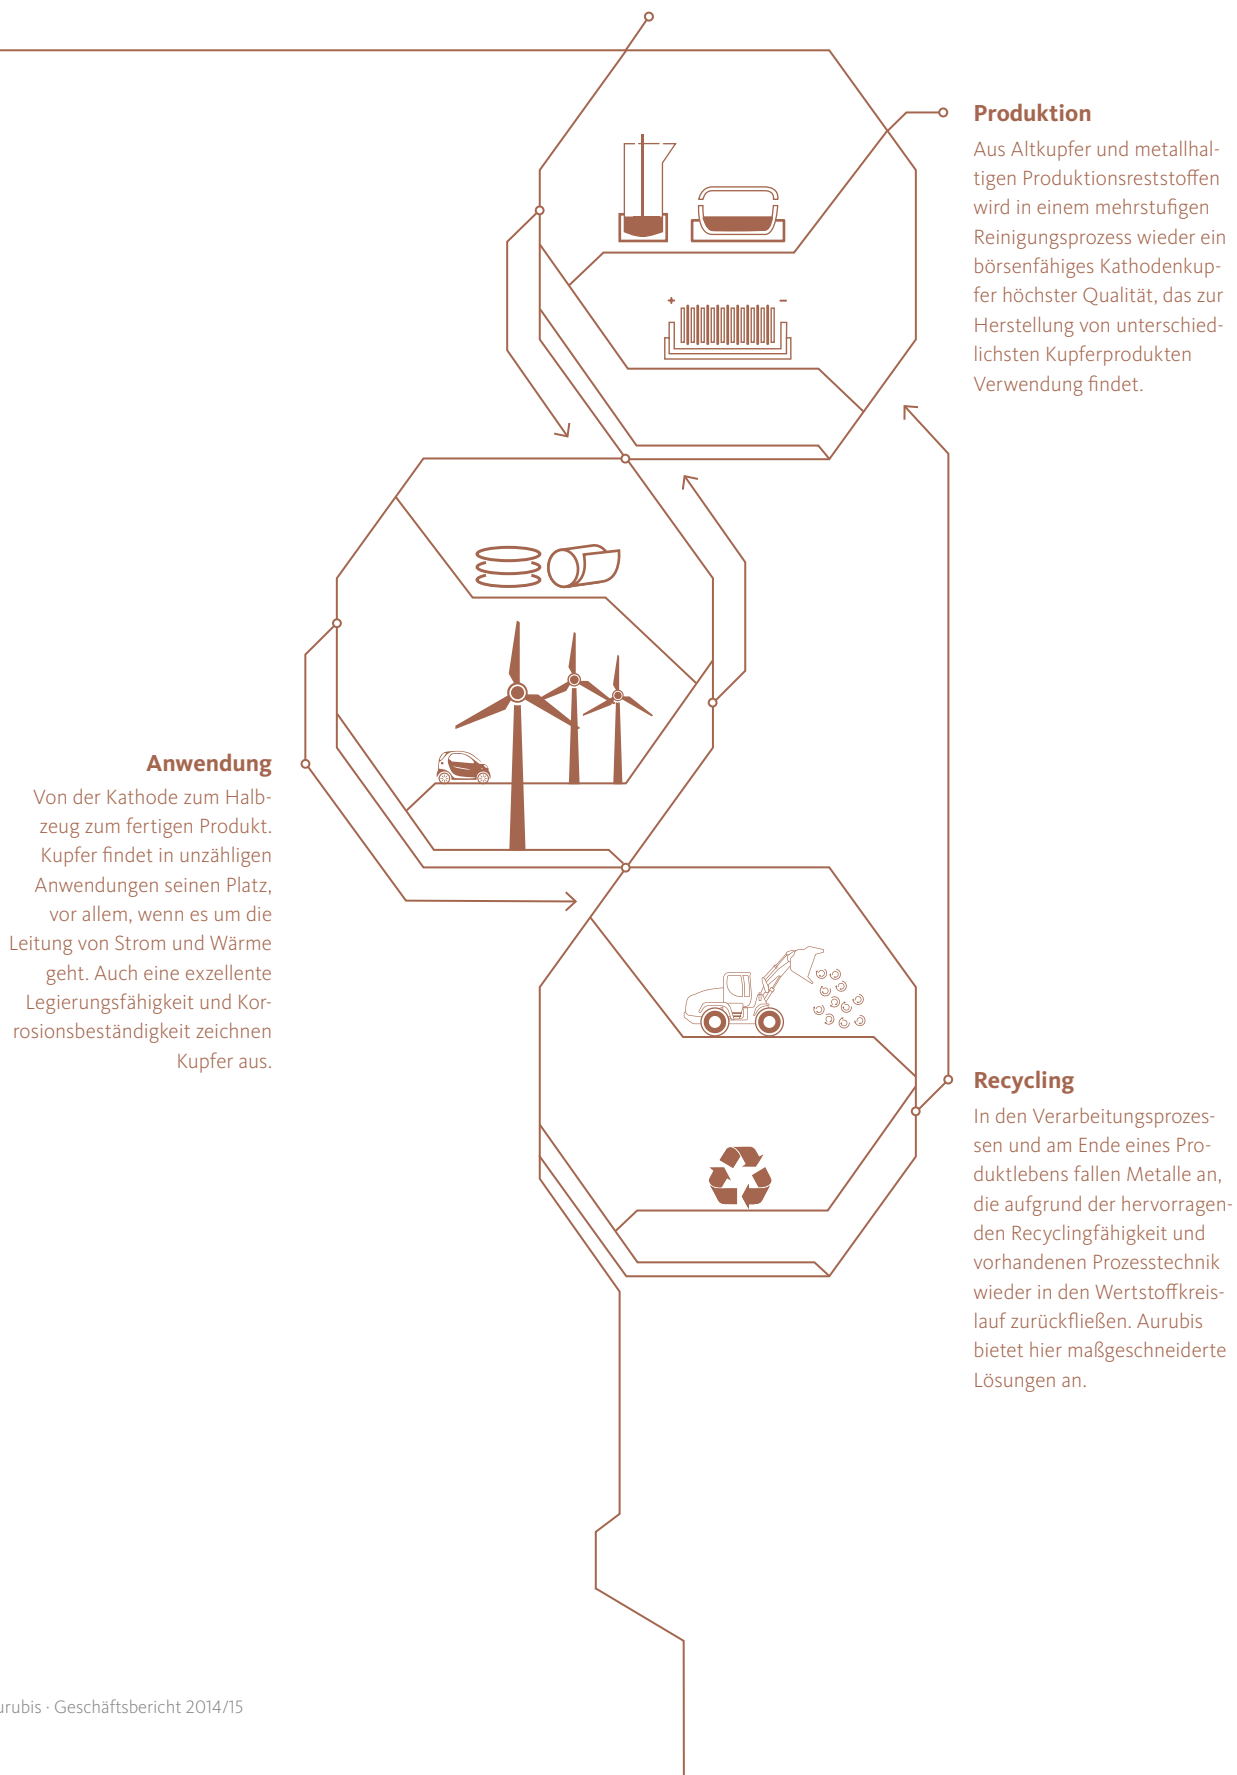 Produktion
Aus Altkupfer und metallhal-
tigen Produktionsreststoffen
wird in einem mehrstufigen
Reinigungsprozess wieder ein
börsenfähiges Kathodenkup-
fer höchster Qualität, das zur
Herstellung von unterschied-
lichsten Kupferprodukten
Verwendung findet.
+ –
Anwendung
Von der Kathode zum Halb-
zeug zum fertigen Produkt.
Kupfer findet in unzähligen
Anwendungen seinen Platz,
vor allem, wenn es um die
Leitung von Strom und Wärme
geht. Auch eine exzellente
Legierungsfähigkeit und Kor-
rosionsbeständigkeit zeichnen
Kupfer aus.
Recycling
In den Verarbeitungsprozes-
sen und am Ende eines Pro-
duktlebens fallen Metalle an,
die aufgrund der hervorragen-
den Recyclingfähigkeit und
vorhandenen Prozesstechnik
wieder in den Wertstoffkreis-
lauf zurückfließen. Aurubis
bietet hier maßgeschneiderte
Lösungen an.
urubis · Geschäftsbericht 2014/15